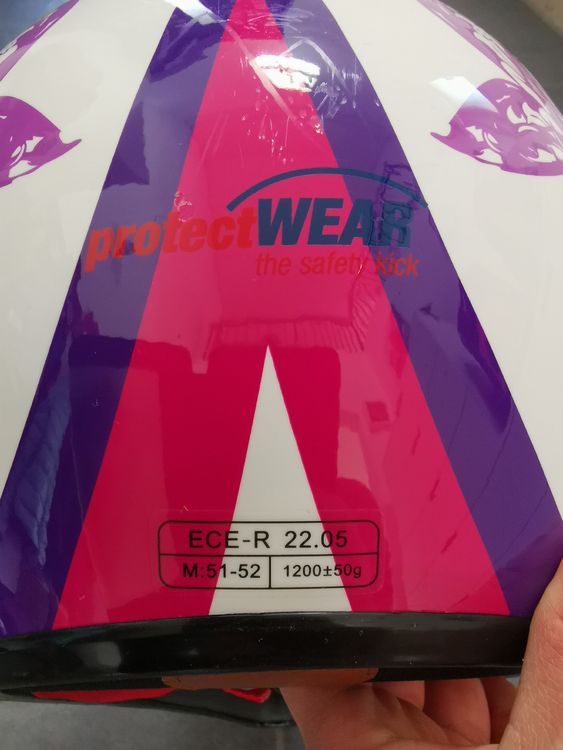 protectWEAR
the safety kick
ECE-R 22.05
M:51-52 1200±50g